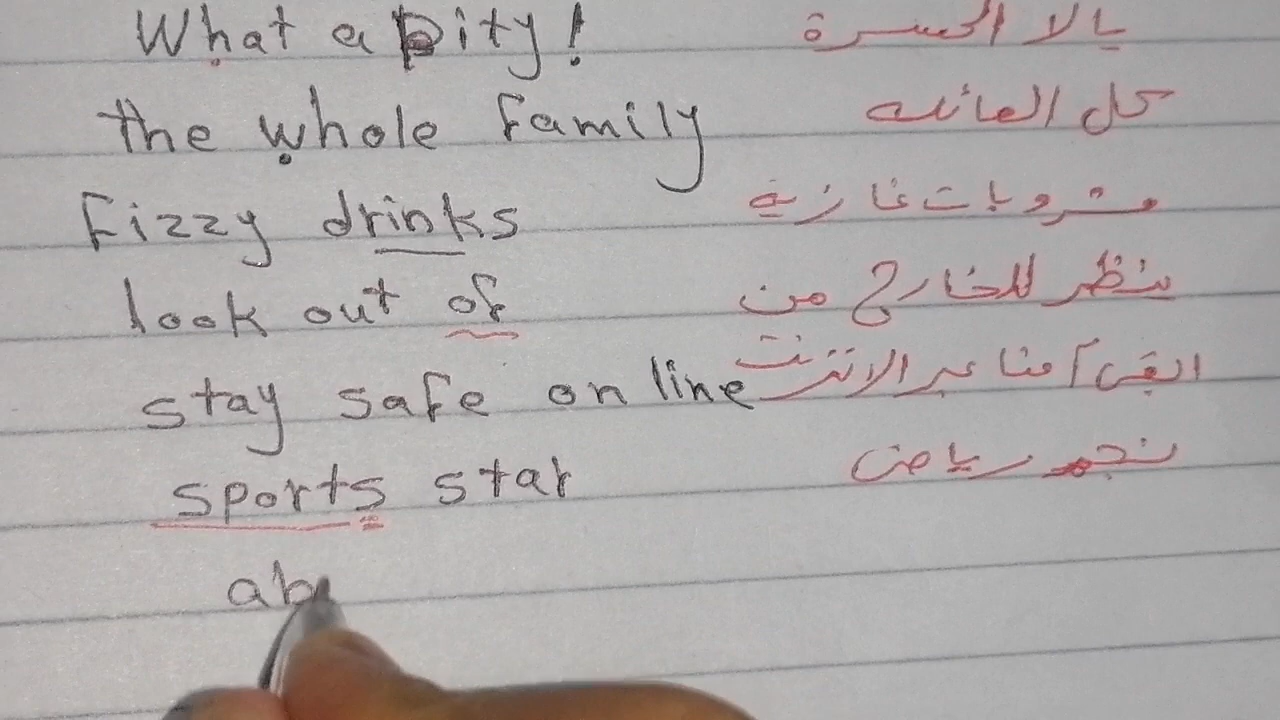 What a pity! يالا الحسرة
the whole family كل العائله
Fizzy drinks مشروبات غازية
look out of ينظر للخارج من
stay safe on line ابقى آمنا عبر الانترنت
sports star نجم رياضي
ab